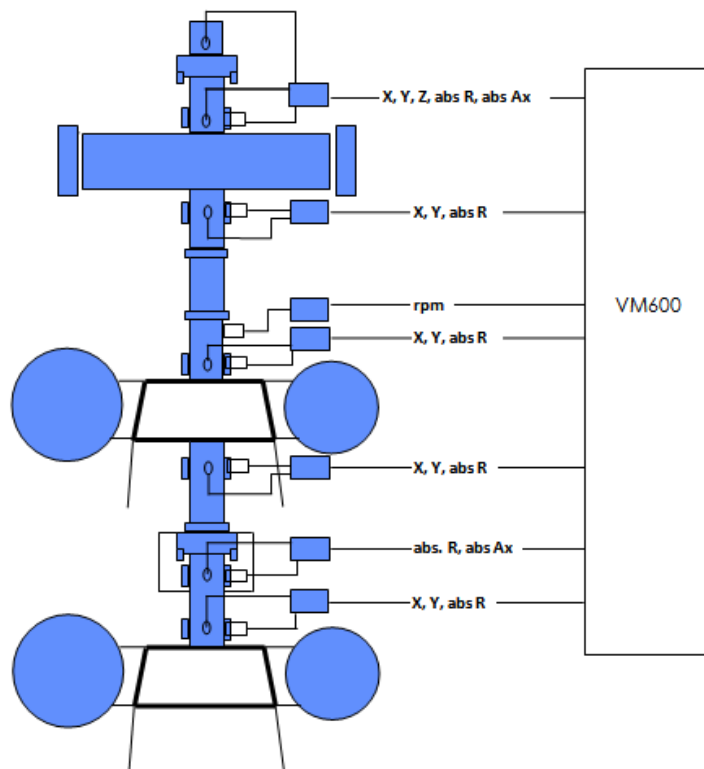 X, Y, Z, abs R, abs Ax
X, Y, abs R
rpm
VM600
X, Y, abs R
X, Y, abs R
abs. R, abs Ax
X, Y, abs R